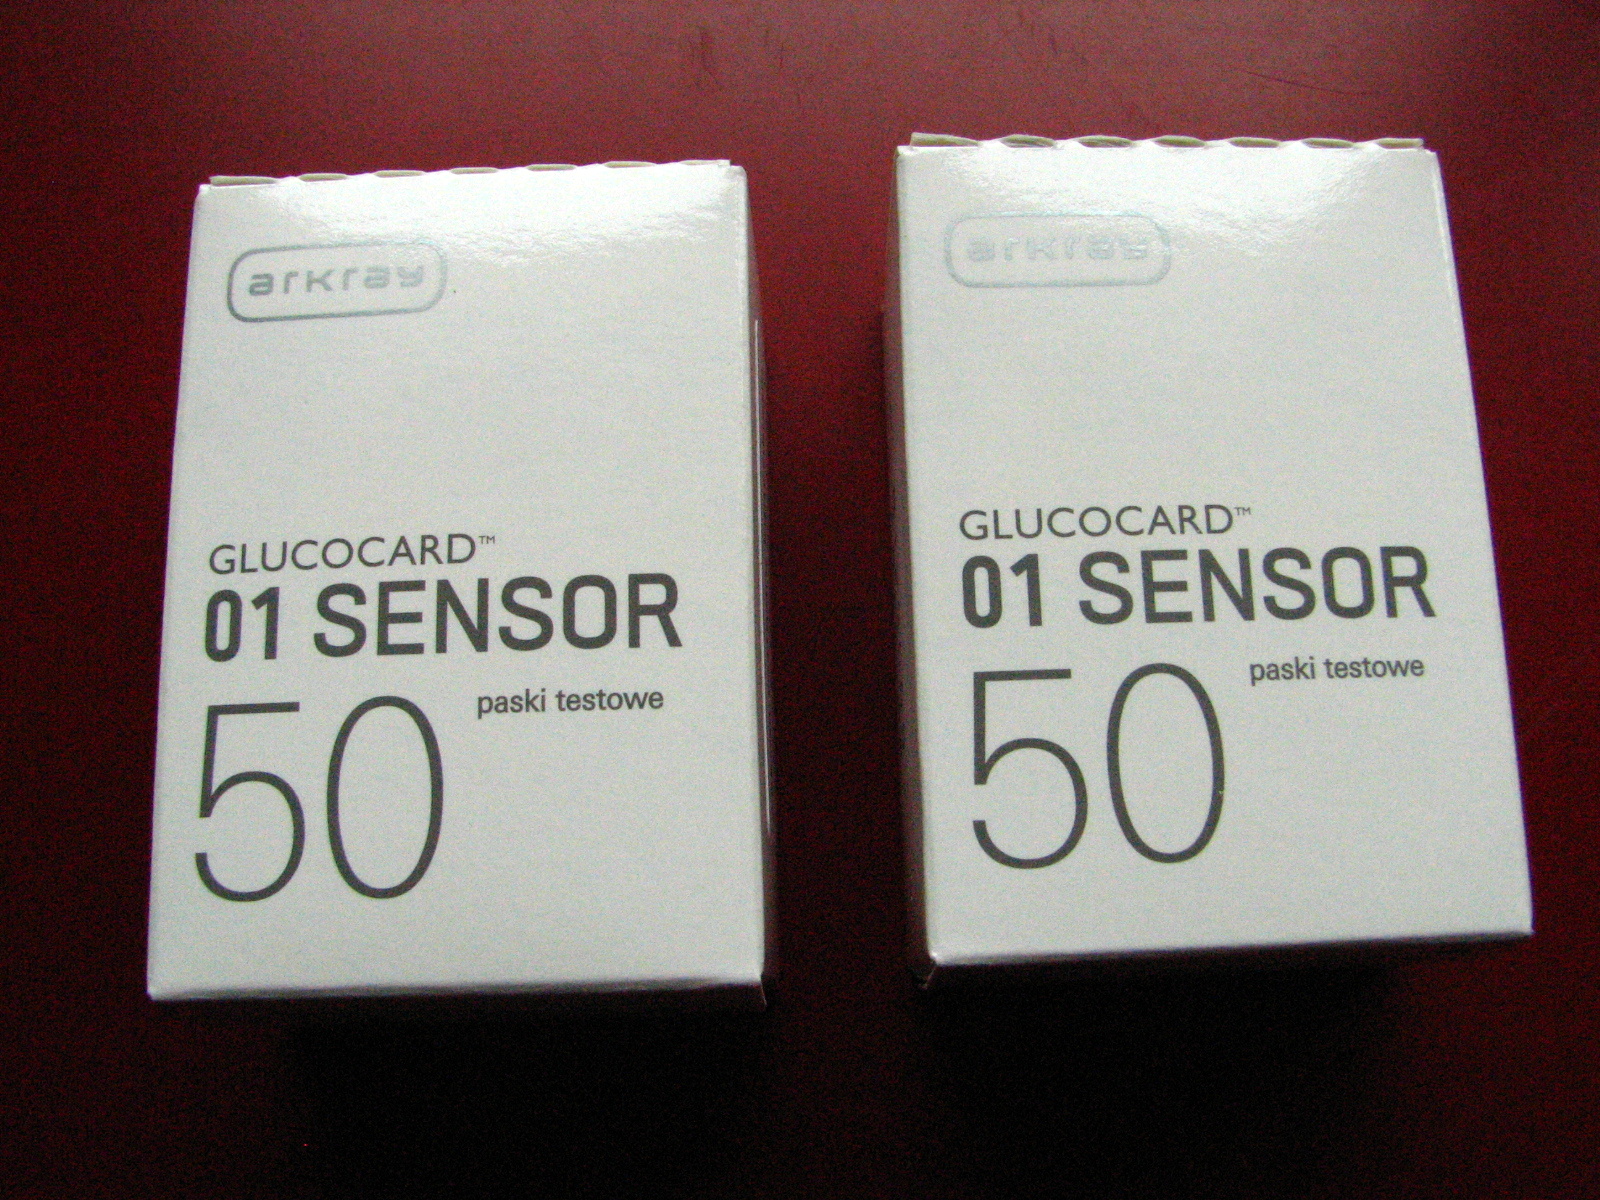 arkray
GLUCOCARD™
01 SENSOR
50 paski testowe
arkray
GLUCOCARD™
01 SENSOR
50 paski testowe